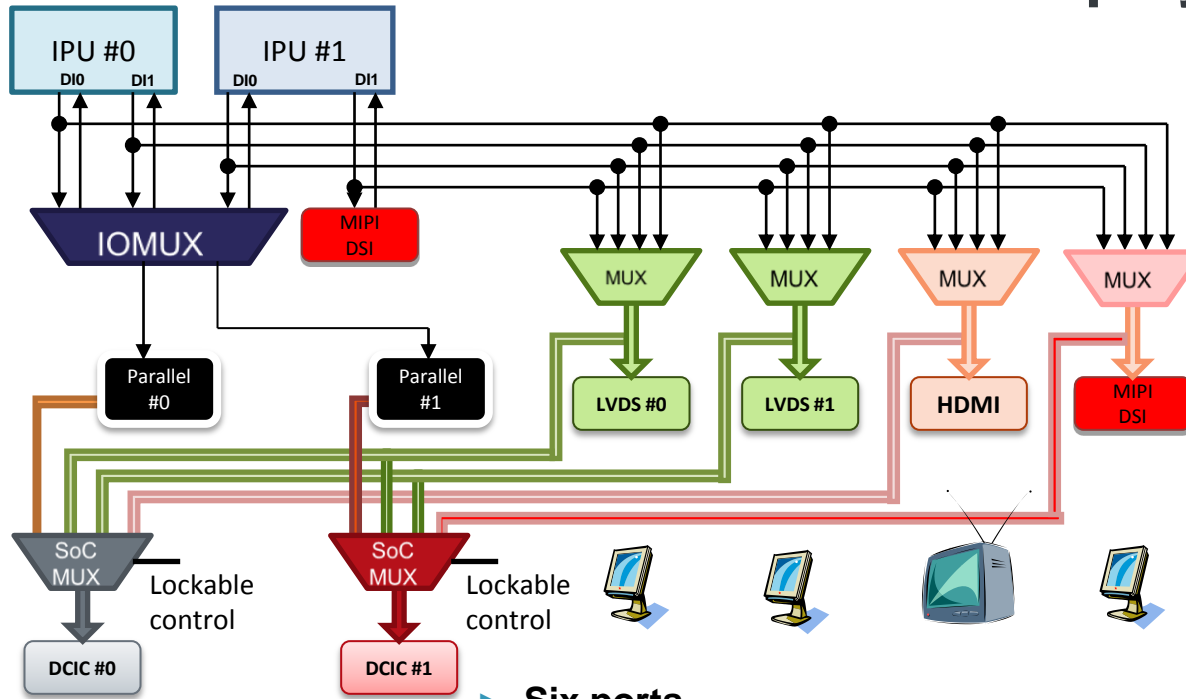 IPU #0
IPU #1
DI0
DI1
DI0
DI1
IOMUX
MIPI
DSI
MUX
MUX
MUX
MUX
Parallel
#0
Parallel
#1
LVDS #0
LVDS #1
HDMI
MIPI
DSI
SoC
MUX
Lockable
control
SoC
MUX
Lockable
control
DCIC #0
DCIC #1